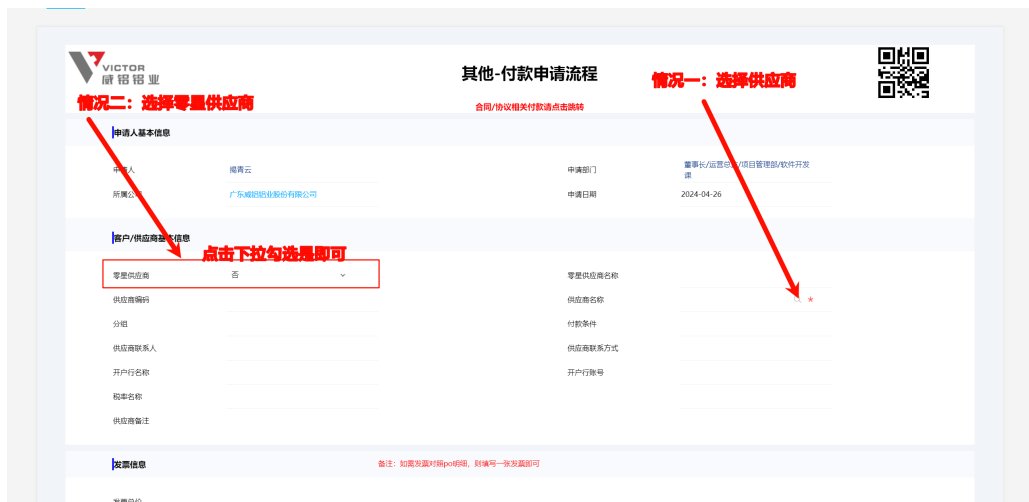 VICTOR
威铝铝业
其他-付款申请流程
情况一：选择供应商
情况二：选择零星供应商
合同/协议相关付款请点击跳转
申请人基本信息
申请人
揭青云
申请部门
董事长/运营总 /项目管理部/软件开发
课
所属公司
广东威铝铝业股份有限公司
申请日期
2024-04-26
客户/供应商基本信息
点击下拉勾选是即可
零星供应商
否
零星供应商名称
供应商编码
供应商名称
*
分组
付款条件
供应商联系人
供应商联系方式
开户行名称
开户行账号
税率名称
供应商备注
发票信息
备注：如需发票对照po明细，则填写一张发票即可